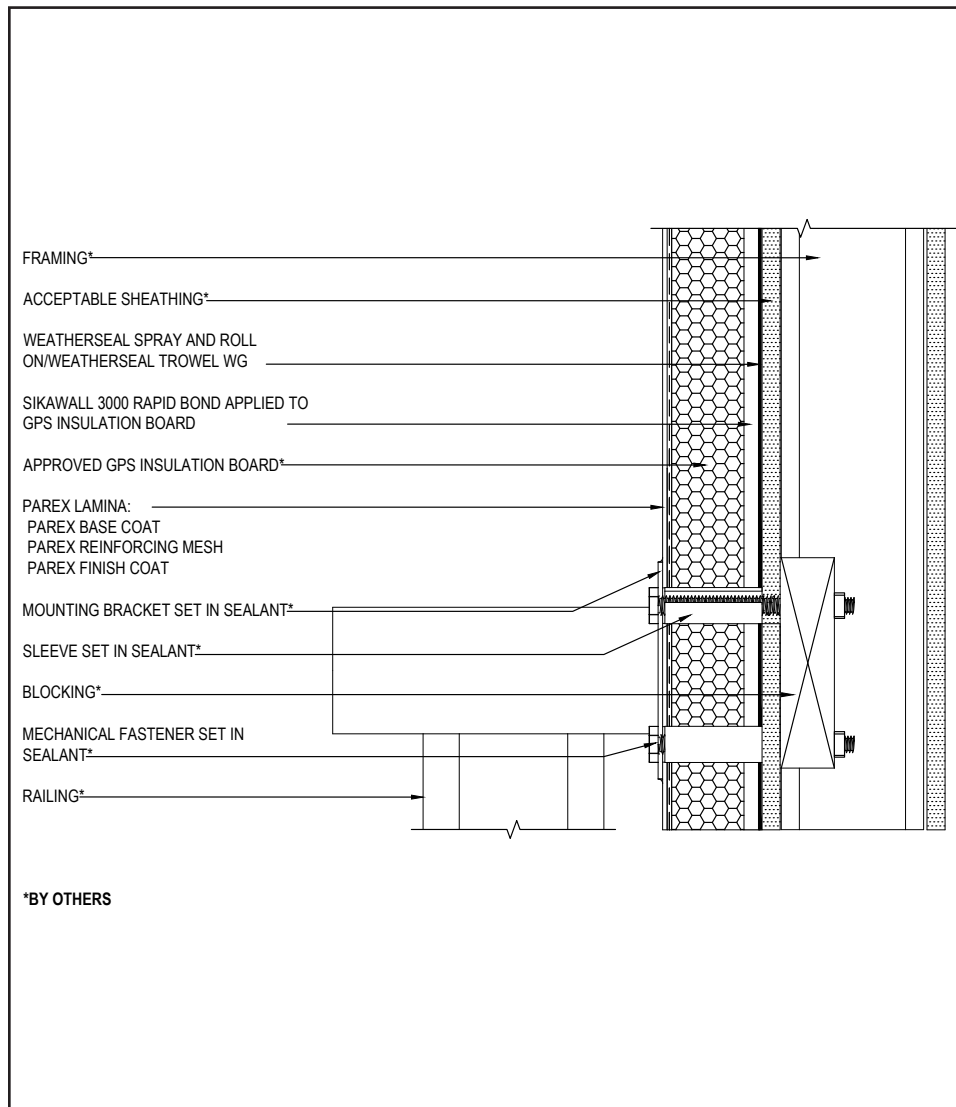 FRAMING*
ACCEPTABLE SHEATHING*
WEATHERSEAL SPRAY AND ROLL
ON/WEATHERSEAL TROWEL WG
SIKAWALL 3000 RAPID BOND APPLIED TO
GPS INSULATION BOARD
APPROVED GPS INSULATION BOARD*
PAREX LAMINA:
PAREX BASE COAT
PAREX REINFORCING MESH
PAREX FINISH COAT
MOUNTING BRACKET SET IN SEALANT*
SLEEVE SET IN SEALANT*
BLOCKING*
MECHANICAL FASTENER SET IN
SEALANT*
RAILING*
*BY OTHERS